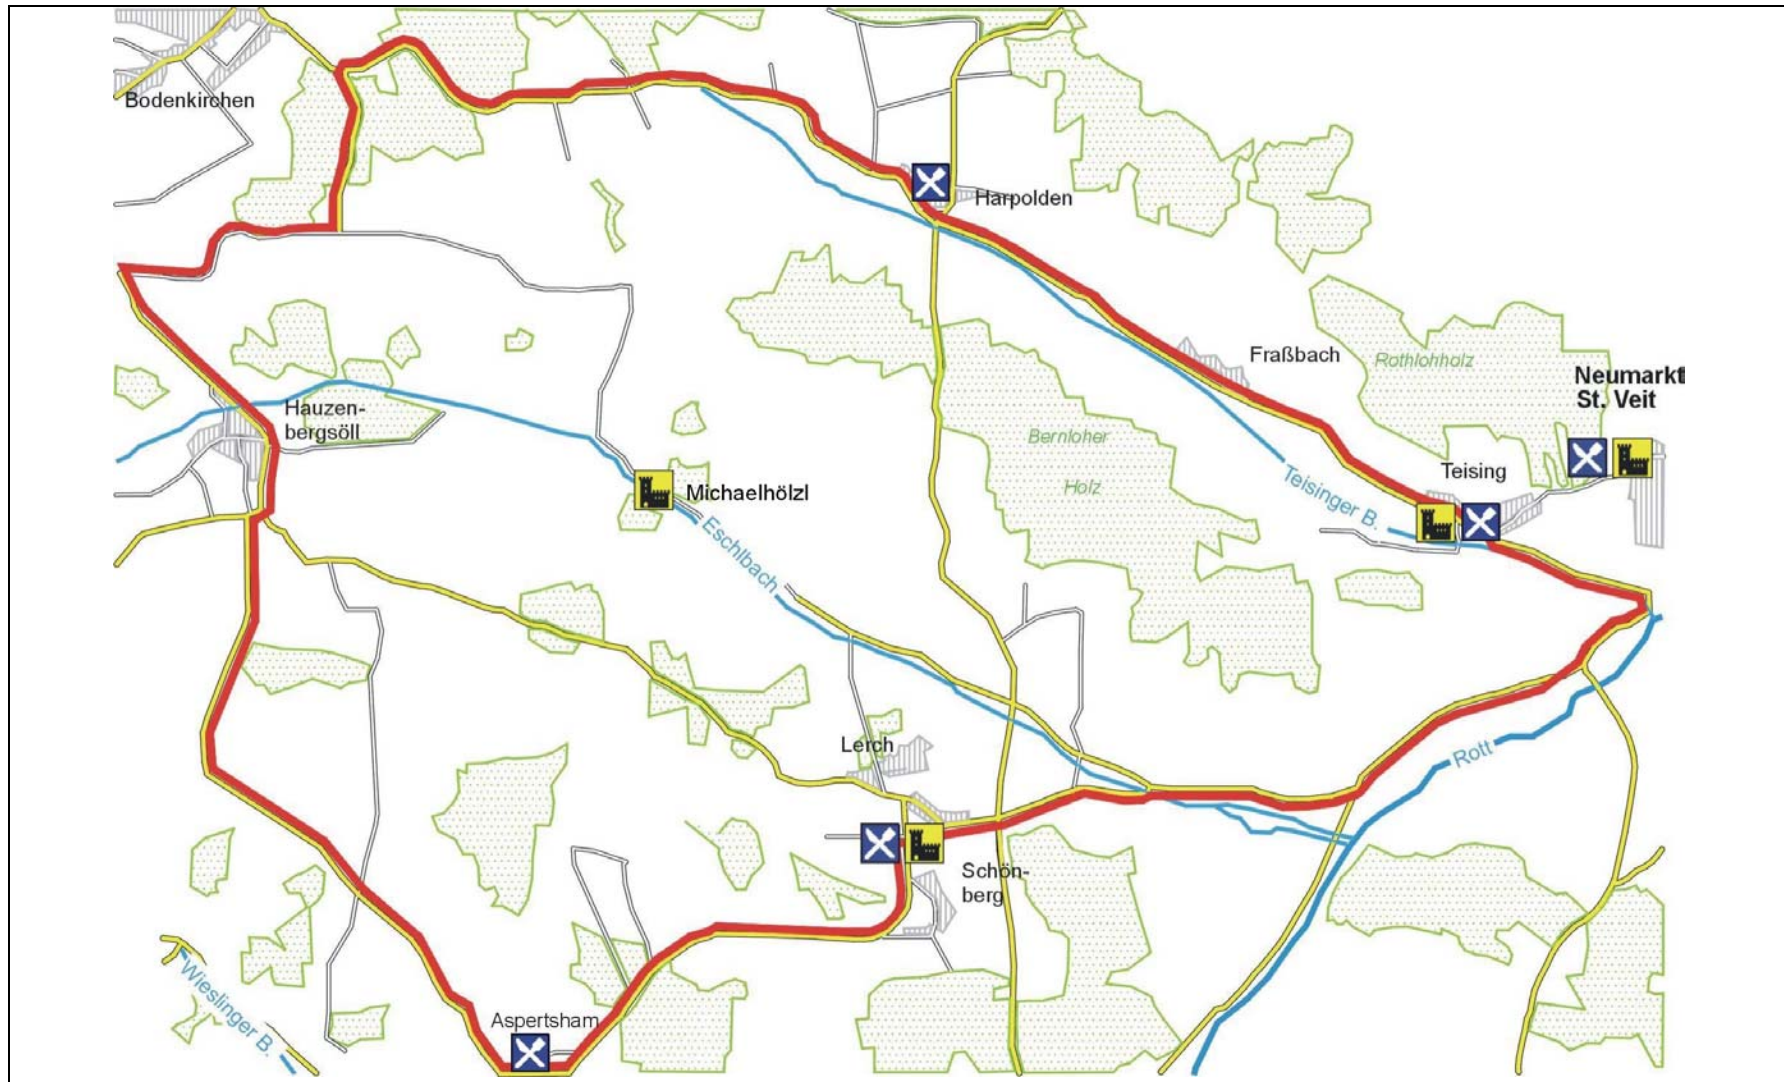 Bodenkirchen
Harpolden
Fraßbach
Rothlohholz
Neumarkt
St. Veit
Hauzen-
bergsöll
Bernloher
Holz
Teising
Teisinger B.
Michaelhölzl
Eschlbach
Lerch
Rott
Schön-
berg
Wieslinger B.
Aspertsham